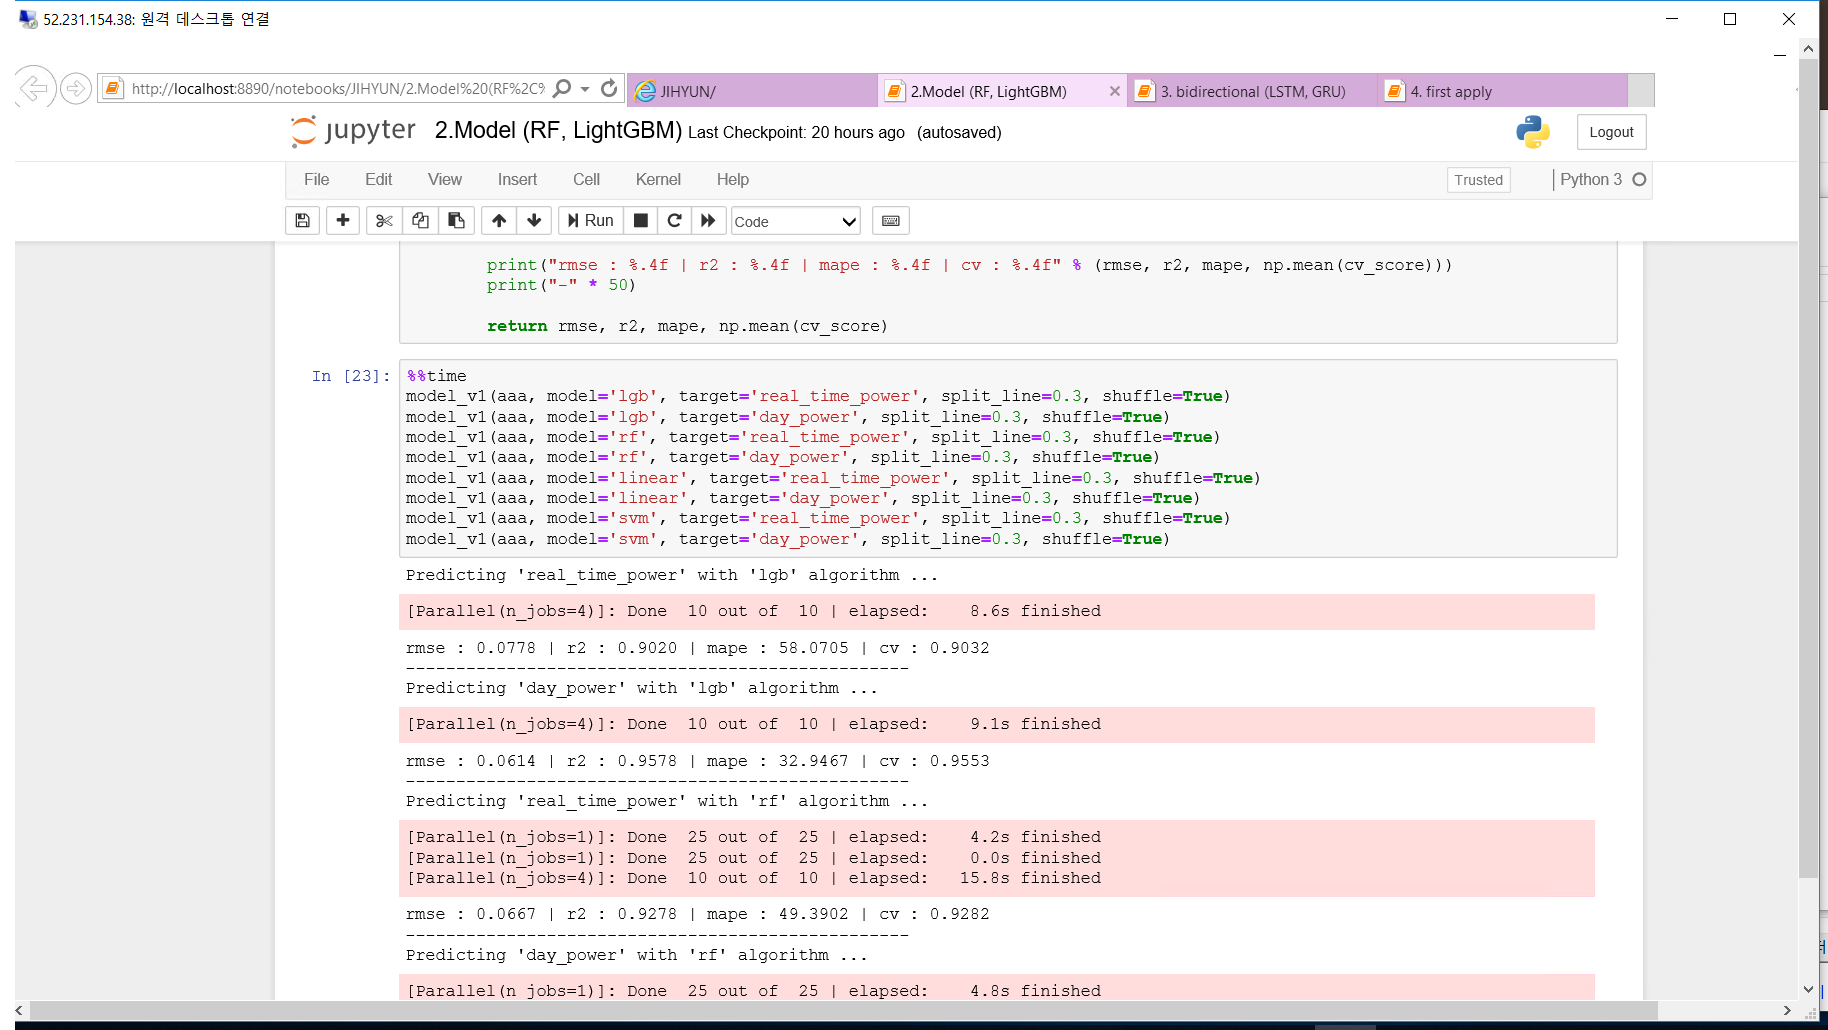 52.231.154.38: 원격 데스크톱 연결
http://localhost:8890/notebooks/JIHYUN/2.Model%20(RF%2C%
JIHYUN/
2.Model (RF, LightGBM)
3. bidirectional (LSTM, GRU)
4. first apply
jupyter 2.Model (RF, LightGBM) Last Checkpoint: 20 hours ago (autosaved)
Logout
File Edit View Insert Cell Kernel Help
Trusted
Python 3
Run
Code
print("rmse : %.4f | r2 : %.4f | mape : %.4f | cv : %.4f" % (rmse, r2, mape, np.mean(cv_score)))
print("-" * 50)
return rmse, r2, mape, np.mean(cv_score)
In [23]: %%time
model_v1(aaa, model='lgb', target='real_time_power', split_line=0.3, shuffle=True)
model_v1(aaa, model='lgb', target='day_power', split_line=0.3, shuffle=True)
model_v1(aaa, model='rf', target='real_time_power', split_line=0.3, shuffle=True)
model_v1(aaa, model='rf', target='day_power', split_line=0.3, shuffle=True)
model_v1(aaa, model='linear', target='real_time_power', split_line=0.3, shuffle=True)
model_v1(aaa, model='linear', target='day_power', split_line=0.3, shuffle=True)
model_v1(aaa, model='svm', target='real_time_power', split_line=0.3, shuffle=True)
model_v1(aaa, model='svm', target='day_power', split_line=0.3, shuffle=True)
Predicting 'real_time_power' with 'lgb' algorithm ...
[Parallel(n_jobs=4)]: Done 10 out of 10 | elapsed: 8.6s finished
rmse : 0.0778 | r2 : 0.9020 | mape : 58.0705 | cv : 0.9032
--------------------------------------------------
Predicting 'day_power' with 'lgb' algorithm ...
[Parallel(n_jobs=4)]: Done 10 out of 10 | elapsed: 9.1s finished
rmse : 0.0614 | r2 : 0.9578 | mape : 32.9467 | cv : 0.9553
--------------------------------------------------
Predicting 'real_time_power' with 'rf' algorithm ...
[Parallel(n_jobs=1)]: Done 25 out of 25 | elapsed: 4.2s finished
[Parallel(n_jobs=1)]: Done 25 out of 25 | elapsed: 0.0s finished
[Parallel(n_jobs=4)]: Done 10 out of 10 | elapsed: 15.8s finished
rmse : 0.0667 | r2 : 0.9278 | mape : 49.3902 | cv : 0.9282
--------------------------------------------------
Predicting 'day_power' with 'rf' algorithm ...
[Parallel(n_jobs=1)]: Done 25 out of 25 | elapsed: 4.8s finished